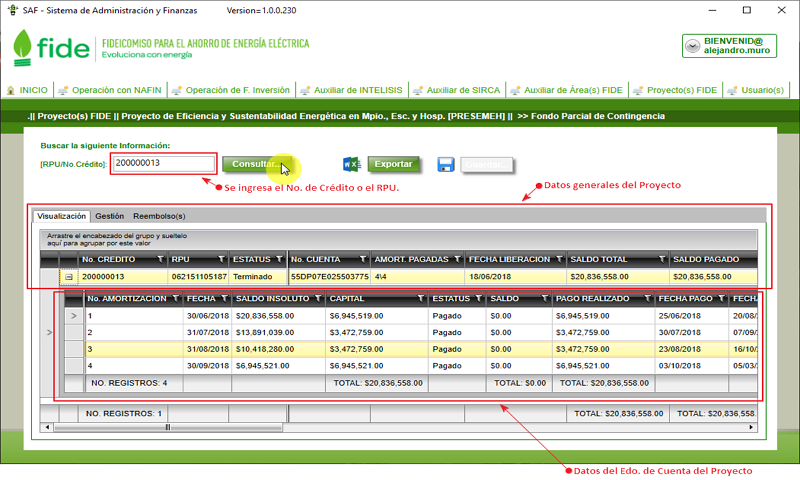 SAF - Sistema de Administración y Finanzas Version=1.0.0.230
fide FIDEICOMISO PARA EL AHORRO DE ENERGÍA ELÉCTRICA
Evoluciona con energía
BIENVENID@
alejandro.muro
INICIO Operación con NAFIN Operación de F. Inversión Auxiliar de INTELISIS Auxiliar de SIRCA Auxiliar de Área(s) FIDE Proyecto(s) FIDE Usuario(s)
.|| Proyecto(s) FIDE || Proyecto de Eficiencia y Sustentabilidad Energética en Mpio., Esc. y Hosp. [PRESEMEH] || >> Fondo Parcial de Contingencia
Buscar la siguiente Información:
[RPU/No.Crédito]: 200000013 Consultar... Exportar Guardar...
Se ingresa el No. de Crédito o el RPU.
Datos generales del Proyecto
Visualización Gestión Reembolso(s)
Arrastre el encabezado del grupo y sueltelo
aquí para agrupar por este valor
No. CREDITO RPU ESTATUS No. CUENTA AMORT. PAGADAS FECHA LIBERACION SALDO TOTAL SALDO PAGADO
200000013 062151105187 Terminado 55DP07E025503775 4\4 18/06/2018 $20,836,558.00 $20,836,558.00
No. AMORTIZACION FECHA SALDO INSOLUTO CAPITAL ESTATUS SALDO PAGO REALIZADO FECHA PAGO FECH
1 30/06/2018 $20,836,558.00 $6,945,519.00 Pagado $0.00 $6,945,519.00 25/06/2018 20/08/
2 31/07/2018 $13,891,039.00 $3,472,759.00 Pagado $0.00 $3,472,759.00 30/07/2018 07/09/
3 31/08/2018 $10,418,280.00 $3,472,759.00 Pagado $0.00 $3,472,759.00 23/08/2018 16/10/
4 30/09/2018 $6,945,521.00 $6,945,521.00 Pagado $0.00 $6,945,521.00 03/10/2018 05/03/
NO. REGISTROS: 4 TOTAL: $20,836,558.00 TOTAL: $0.00 TOTAL: $20,836,558.00
NO. REGISTROS: 1 TOTAL: $20,836,558.00 TOTAL: $20,836,558
Datos del Edo. de Cuenta del Proyecto